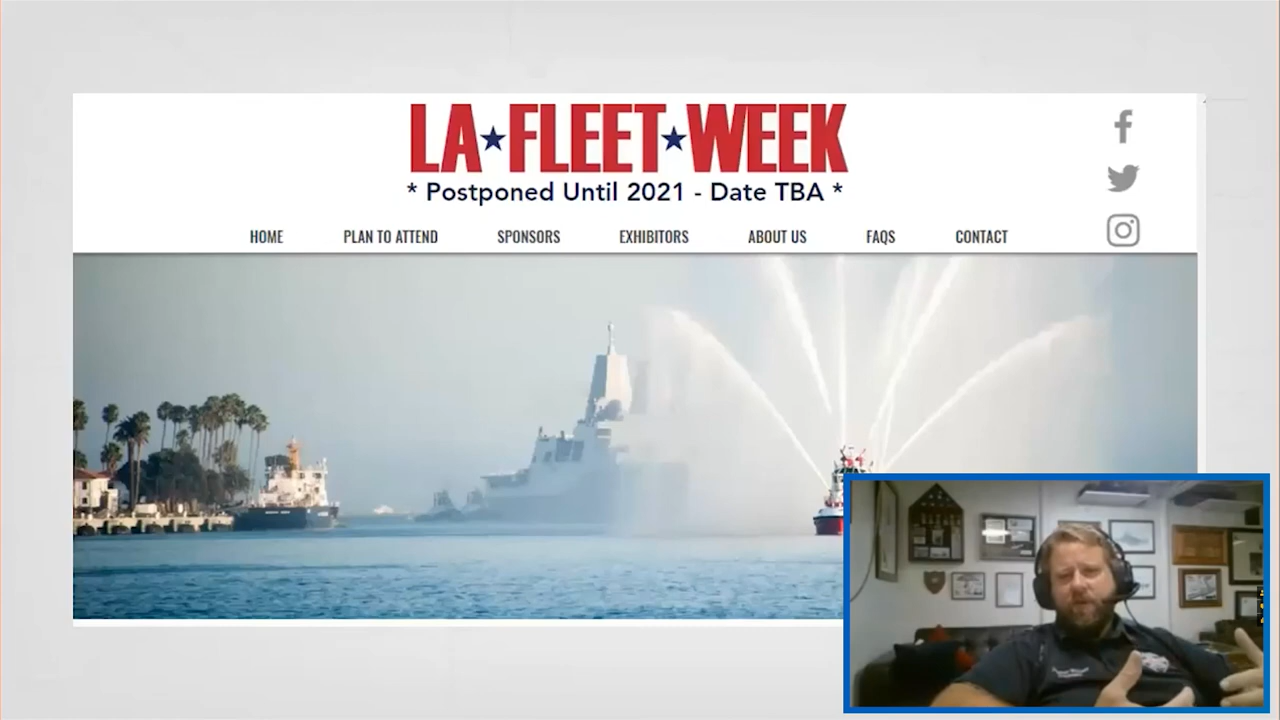 LA★FLEET★WEEK
* Postponed Until 2021 - Date TBA *
HOME PLAN TO ATTEND SPONSORS EXHIBITORS ABOUT US FAQS CONTACT